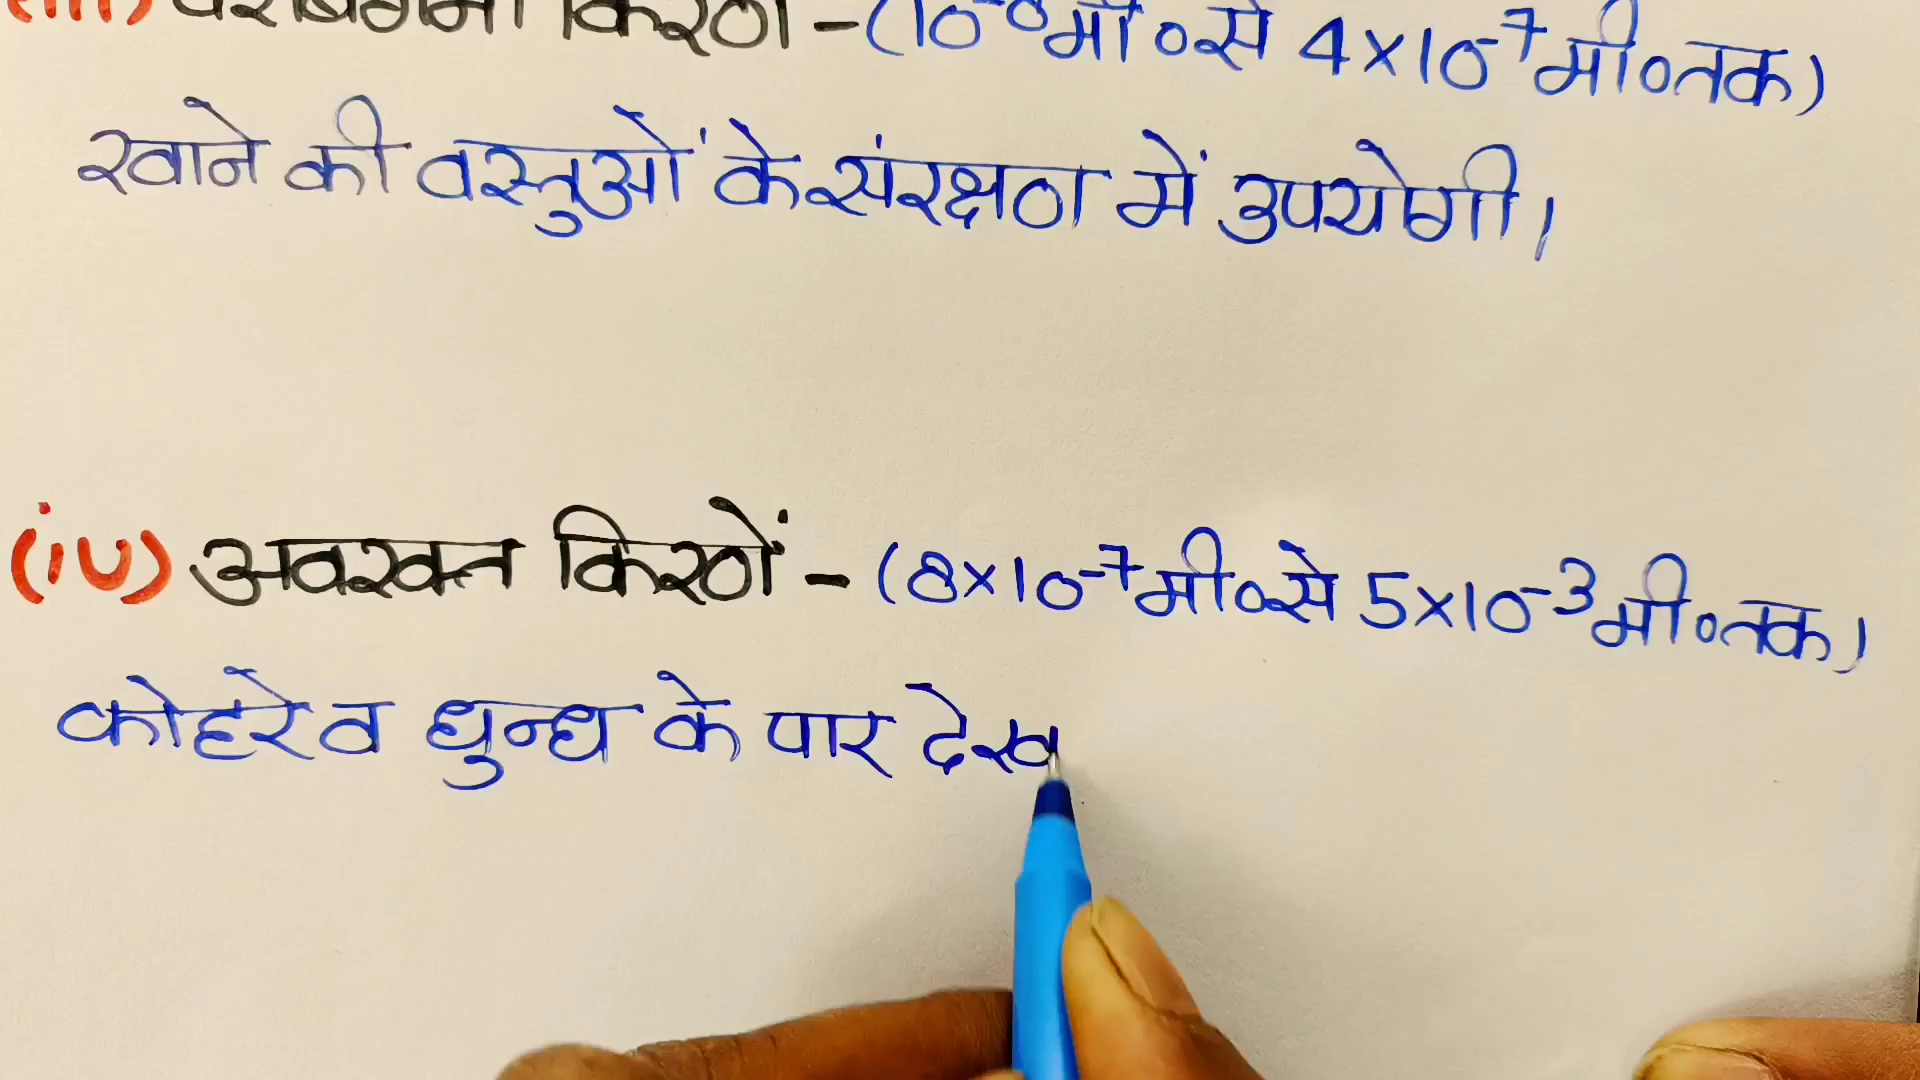 (iii) पराबैंगनी किरणें - (10⁻⁸ मी० से 4×10⁻⁷ मी० तक)
खाने की वस्तुओं के संरक्षण में उपयोगी।
(iv) अवरक्त किरणें - (8×10⁻⁷ मी० से 5×10⁻³ मी० तक)
कोहरे व धुन्ध के पार देख